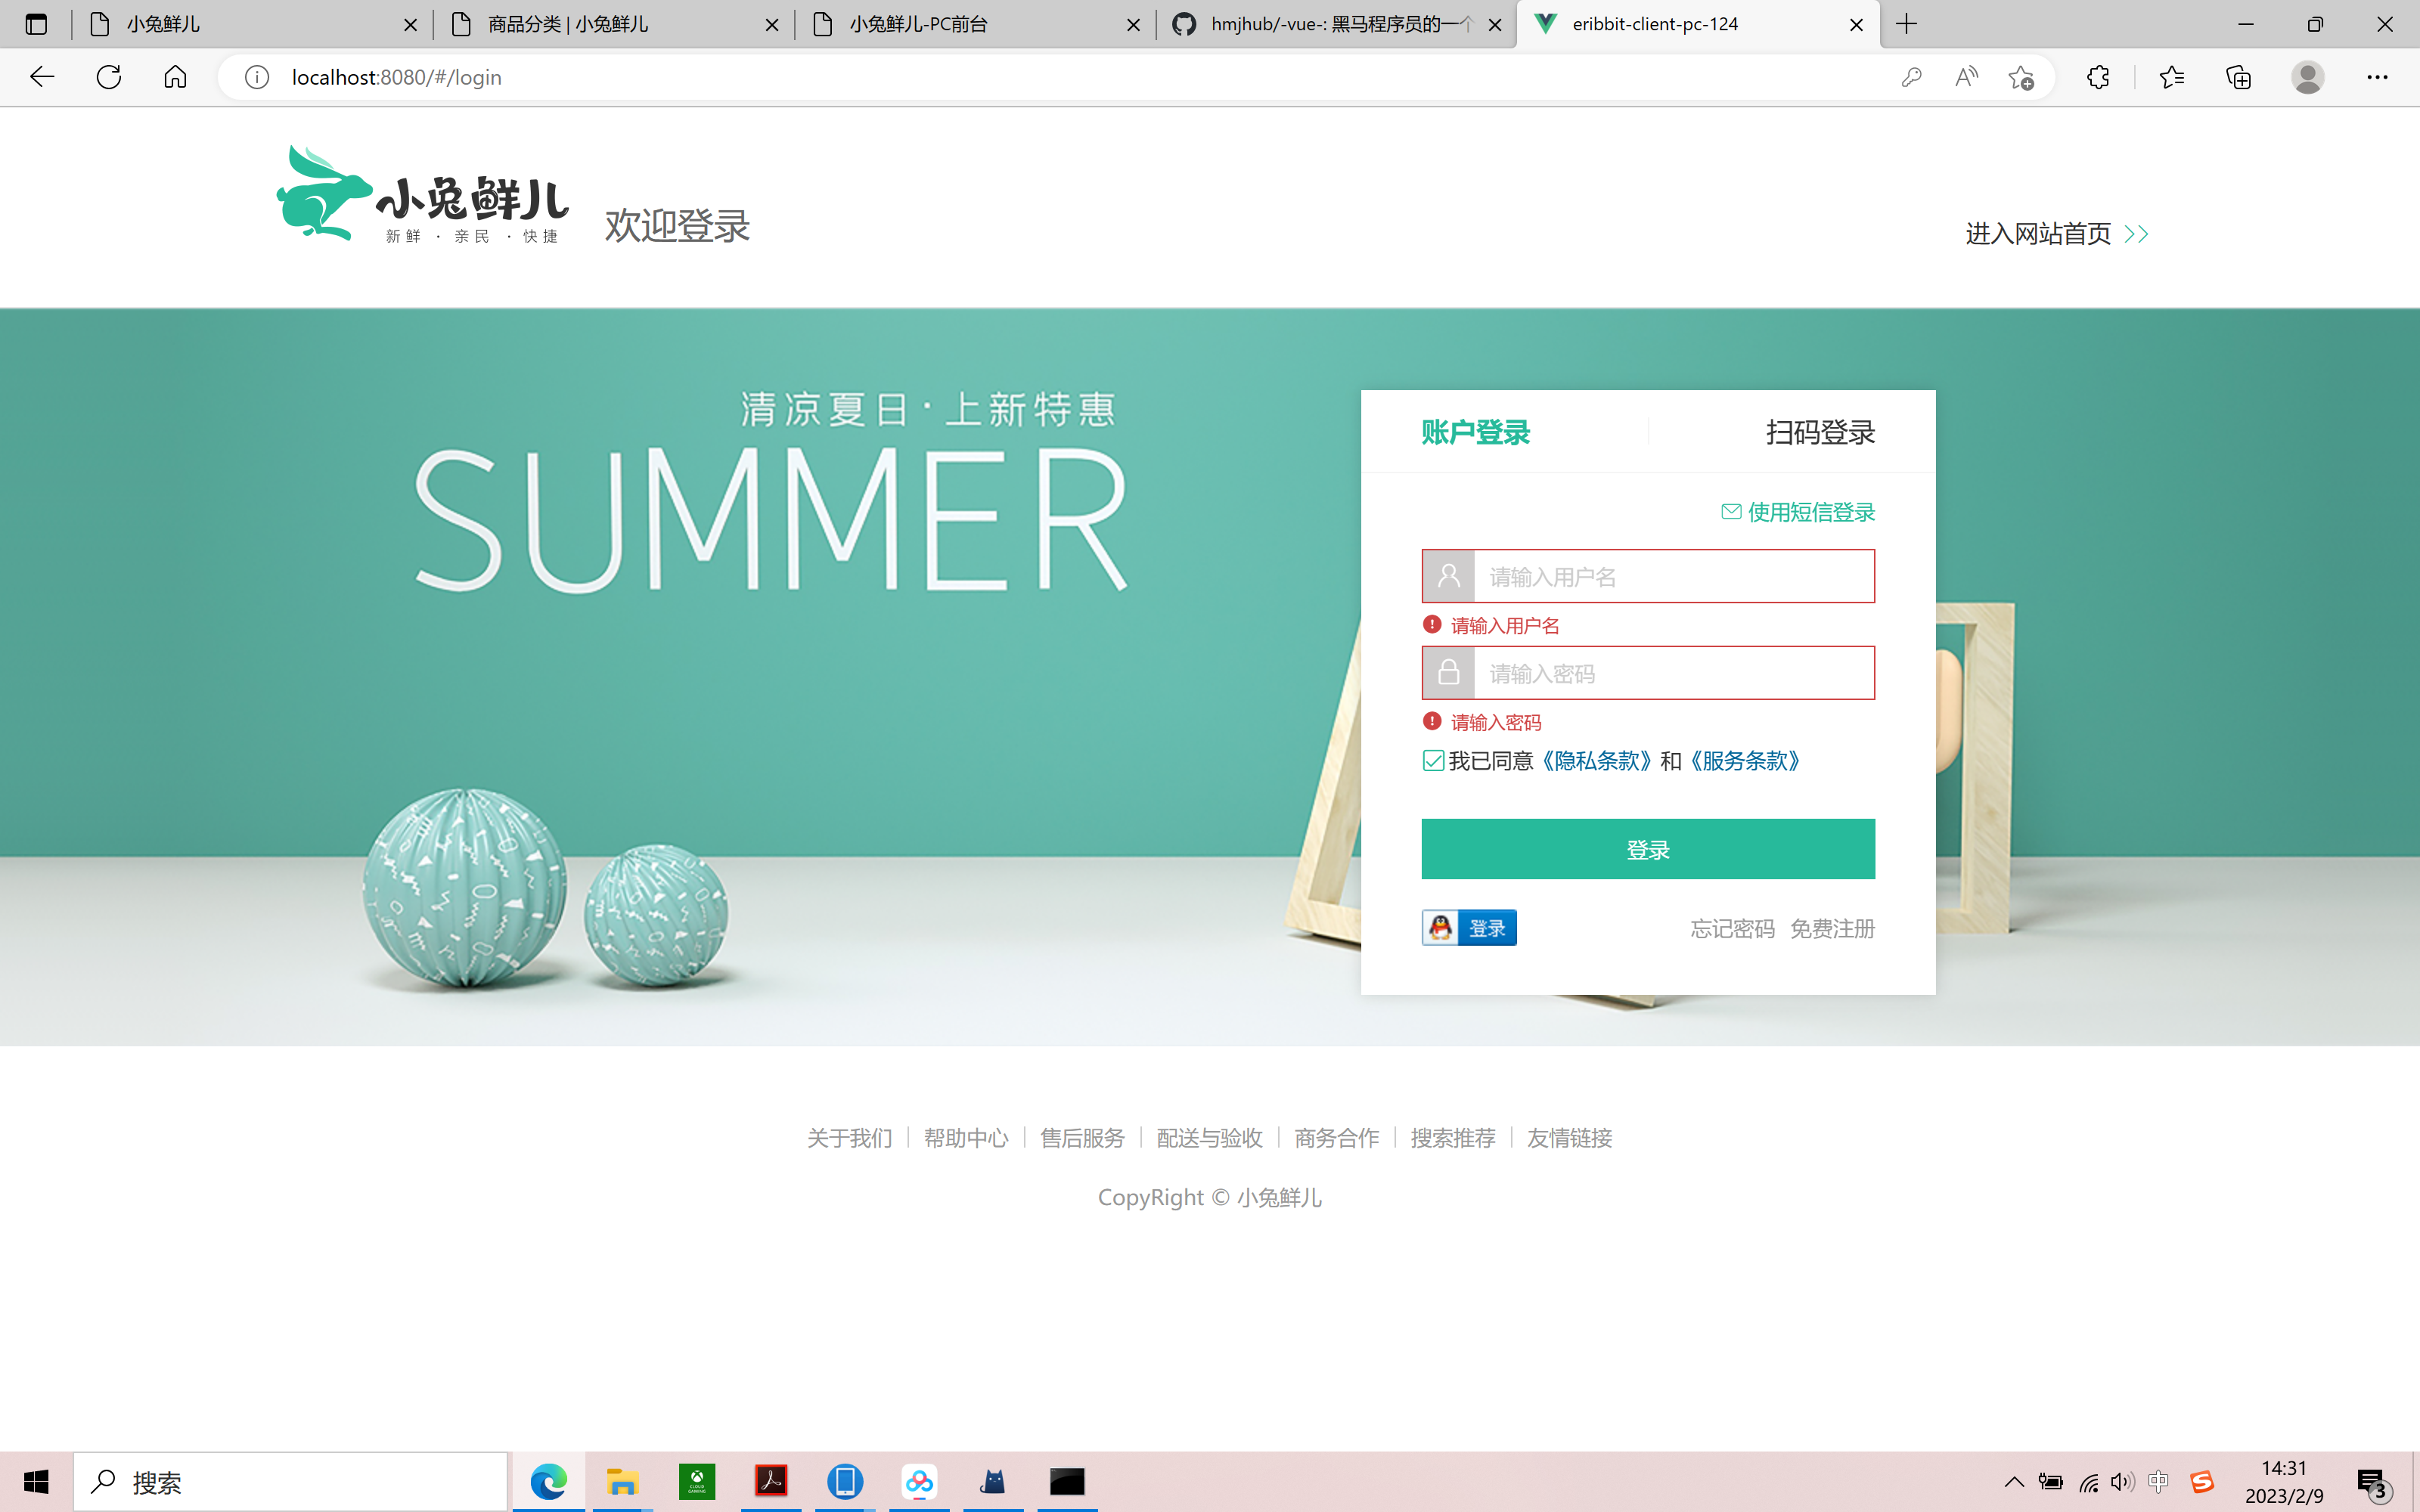 小兔鲜儿
商品分类 | 小兔鲜儿
小兔鲜儿-PC前台
hmjhub/-vue-: 黑马程序员的一个
eribbit-client-pc-124
localhost:8080/#/login
小兔鲜儿
新鲜 · 亲民 · 快捷
欢迎登录
进入网站首页
清凉夏日·上新特惠
SUMMER
账户登录
扫码登录
使用短信登录
请输入用户名
请输入用户名
请输入密码
请输入密码
我已同意《隐私条款》和《服务条款》
登录
登录
忘记密码 免费注册
关于我们 帮助中心 售后服务 配送与验收 商务合作 搜索推荐 友情链接
CopyRight © 小兔鲜儿
搜索
CLOUD GAMING
中
14:31
2023/2/9
3